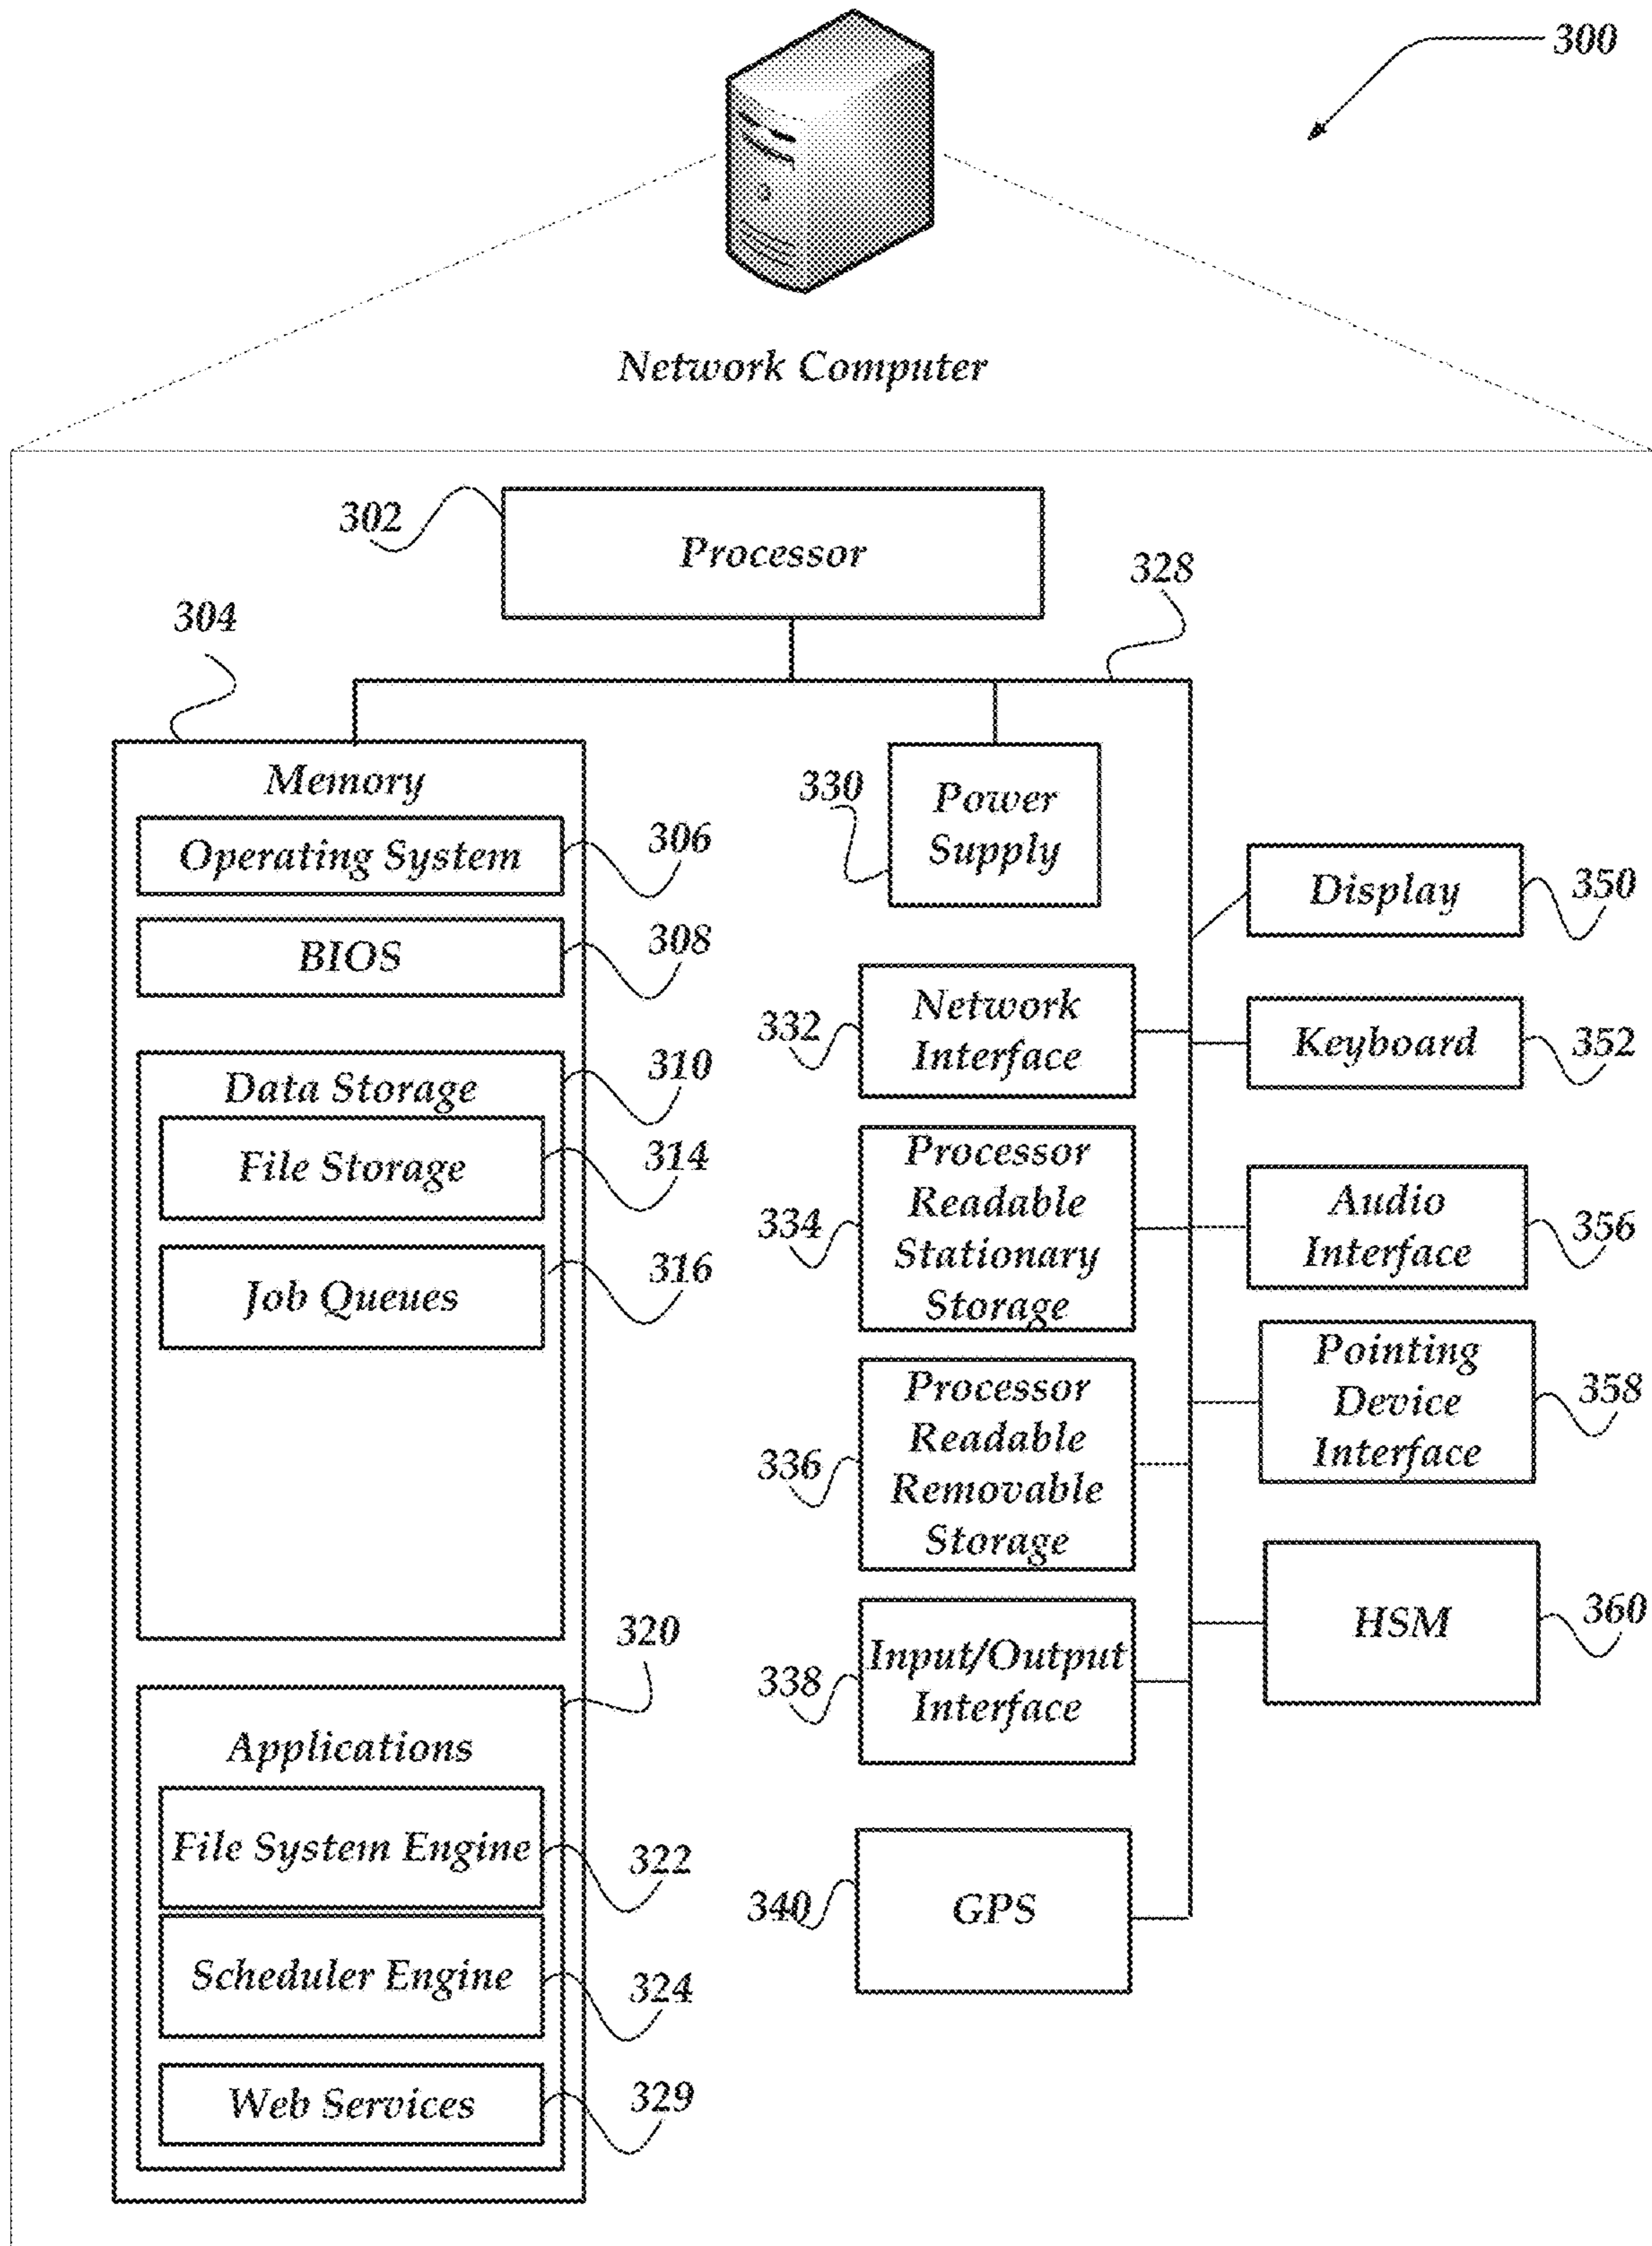 300
Network Computer
302
Processor
328
304
Memory
Operating System
306
BIOS
308
Data Storage
310
File Storage
314
Job Queues
316
320
Applications
File System Engine
322
Scheduler Engine
324
Web Services
329
330
Power
Supply
332
Network
Interface
334
Processor
Readable
Stationary
Storage
336
Processor
Readable
Removable
Storage
338
Input/Output
Interface
340
GPS
Display
350
Keyboard
352
Audio
Interface
356
Pointing
Device
Interface
358
HSM
360